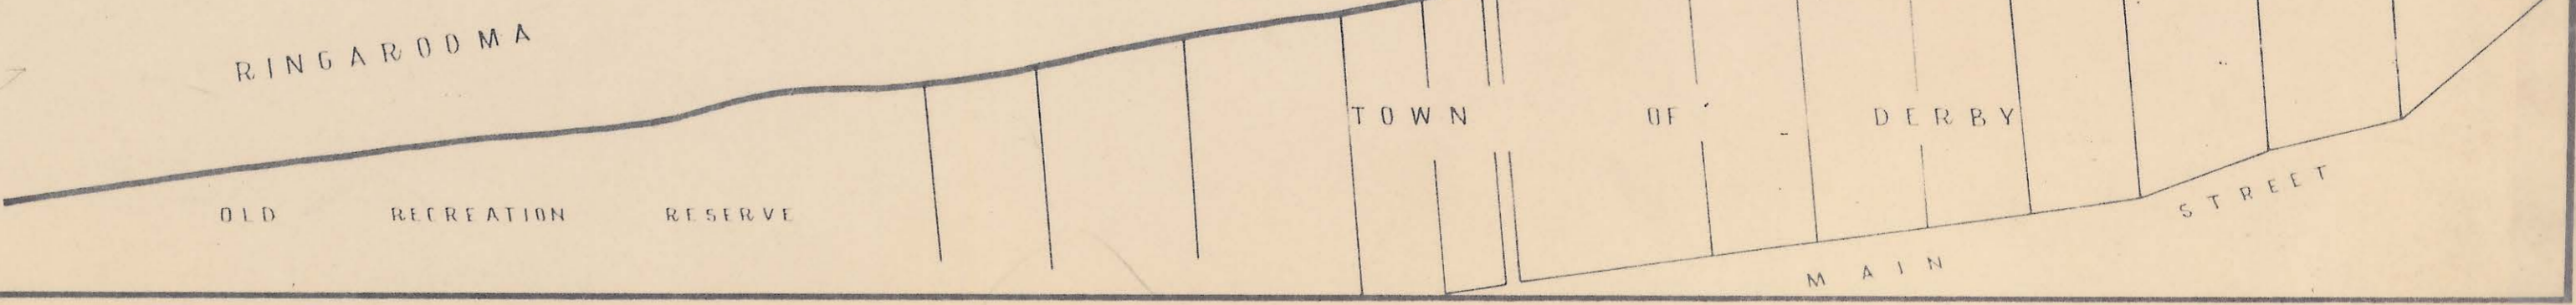 RINGAROOMA
TOWN OF DERBY
OLD RECREATION RESERVE
MAIN STREET